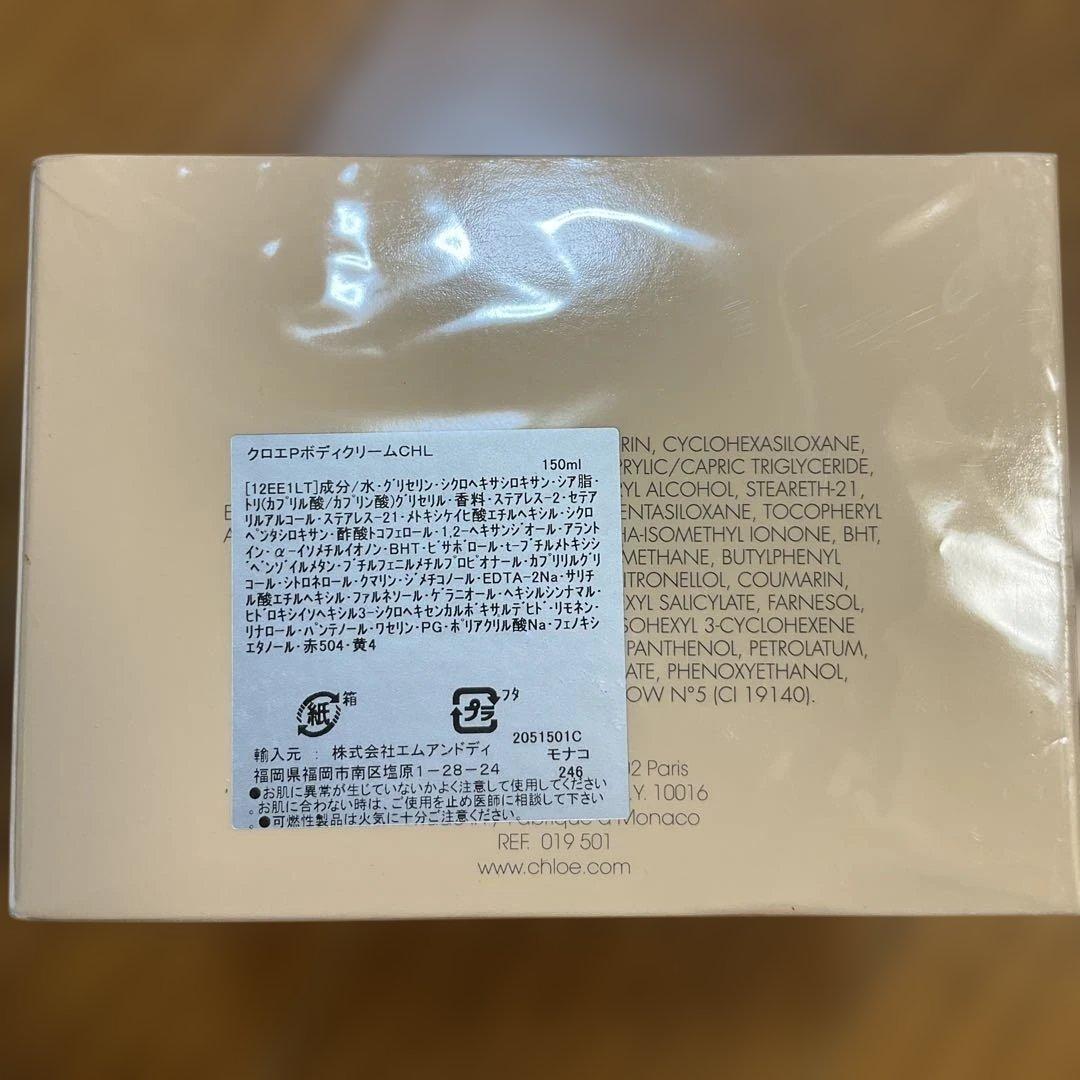 クロエPボディクリームCHL
150ml
[12EE1LT]成分/水・グリセリン・シクロヘキサシロキサン・シア脂・
トリ(カプリル酸/カプリン酸)グリセリル・香料・ステアレス-2・セテア
リルアルコール・ステアレス-21・メトキシケイヒ酸エチルヘキシル・シクロ
ペンタシロキサン・酢酸トコフェロール・1,2-ヘキサンジオール・アラント
イン・α-イソメチルイオノン・BHT・ビサボロール・t-ブチルメトキシジ
ベンゾイルメタン・ブチルフェニルメチルプロピオナール・カプリリルグリ
コール・シトロネロール・クマリン・ジメチコノール・EDTA-2Na・サリチ
ル酸エチルヘキシル・ファルネソール・ゲラニオール・ヘキシルシンナマル・
ヒドロキシイソヘキシル3-シクロヘキセンカルボキサルデヒド・リモネン・
リナロール・パンテノール・ワセリン・PG・ポリアクリル酸Na・フェノキシ
エタノール・赤504・黄4
紙 箱
プラ フタ
2051501C
輸入元 : 株式会社エムアンドディ モナコ
福岡県福岡市南区塩原1-28-24 246
●お肌に異常が生じていないかよく注意して使用してください
。お肌に合わない時は、ご使用を止め医師に相談して下さい
。●可燃性製品は火気に十分ご注意ください。
RIN, CYCLOHEXASILOXANE,
PRYLIC/CAPRIC TRIGLYCERIDE,
RYL ALCOHOL, STEARETH-21,
ENTASILOXANE, TOCOPHERYL
HA-ISOMETHYL IONONE, BHT,
METHANE, BUTYLPHENYL
ITRONELLOL, COUMARIN,
XYL SALICYLATE, FARNESOL,
SOHEXYL 3-CYCLOHEXENE
PANTHENOL, PETROLATUM,
ATE, PHENOXYETHANOL,
OW N°5 (CI 19140).
02 Paris
.Y. 10016
à Monaco
REF. 019 501
www.chloe.com